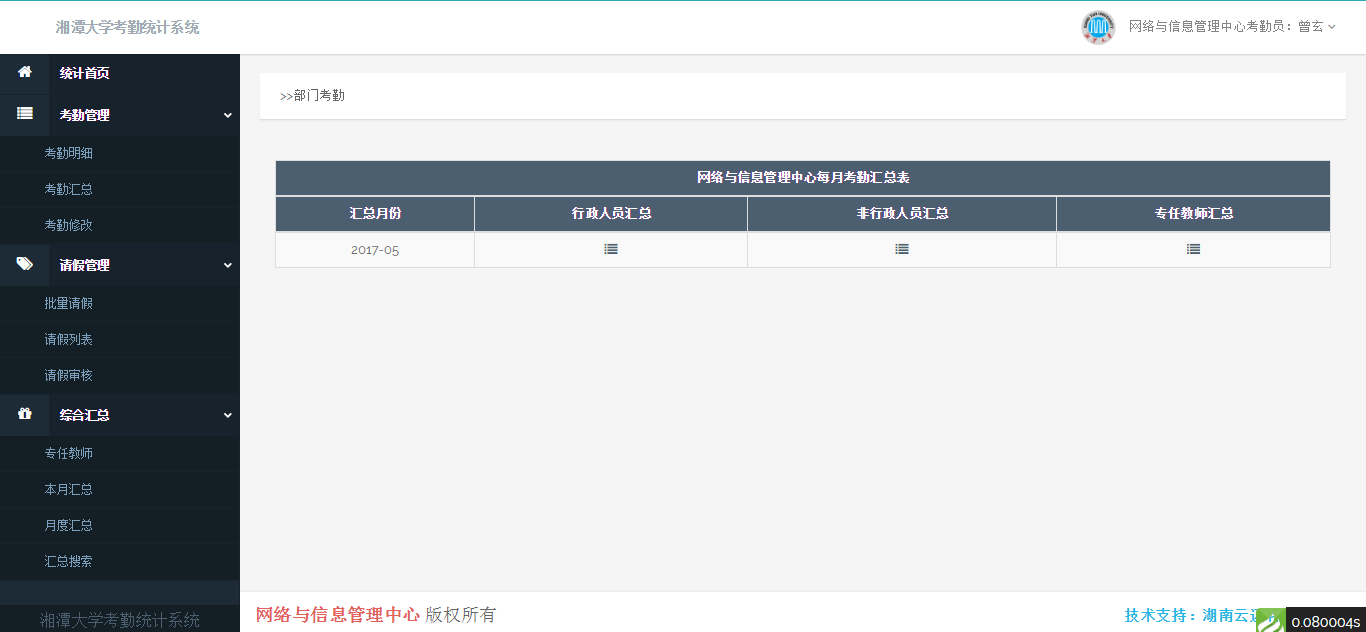 湘潭大学考勤统计系统
网络与信息管理中心考勤员：曾玄
统计首页
考勤管理
考勤明细
考勤汇总
考勤修改
请假管理
批量请假
请假列表
请假审核
综合汇总
专任教师
本月汇总
月度汇总
汇总搜索
湘潭大学考勤统计系统
>>部门考勤
网络与信息管理中心每月考勤汇总表
汇总月份 行政人员汇总 非行政人员汇总 专任教师汇总
2017-05
网络与信息管理中心 版权所有
技术支持：湖南云
0.080004s